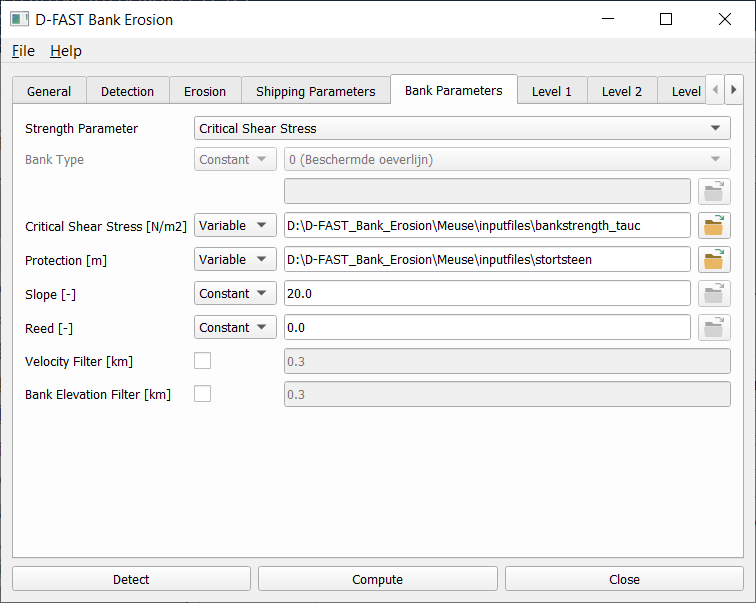 D-FAST Bank Erosion
File Help
General Detection Erosion Shipping Parameters Bank Parameters Level 1 Level 2 Level
Strength Parameter Critical Shear Stress
Bank Type Constant 0 (Beschermde oeverlijn)
Critical Shear Stress [N/m2] Variable D:\D-FAST_Bank_Erosion\Meuse\inputfiles\bankstrength_tauc
Protection [m] Variable D:\D-FAST_Bank_Erosion\Meuse\inputfiles\stortsteen
Slope [-] Constant 20.0
Reed [-] Constant 0.0
Velocity Filter [km] 0.3
Bank Elevation Filter [km] 0.3
Detect Compute Close